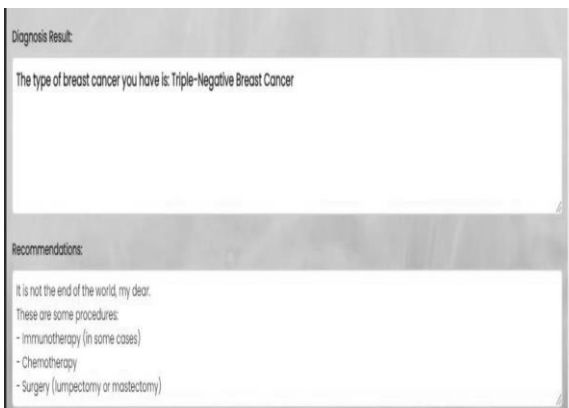 Diagnosis Result:
The type of breast cancer you have is: Triple-Negative Breast Cancer
Recommendations:
It is not the end of the world, my dear.
These are some procedures:
- Immunotherapy (in some cases)
- Chemotherapy
- Surgery (lumpectomy or mastectomy)